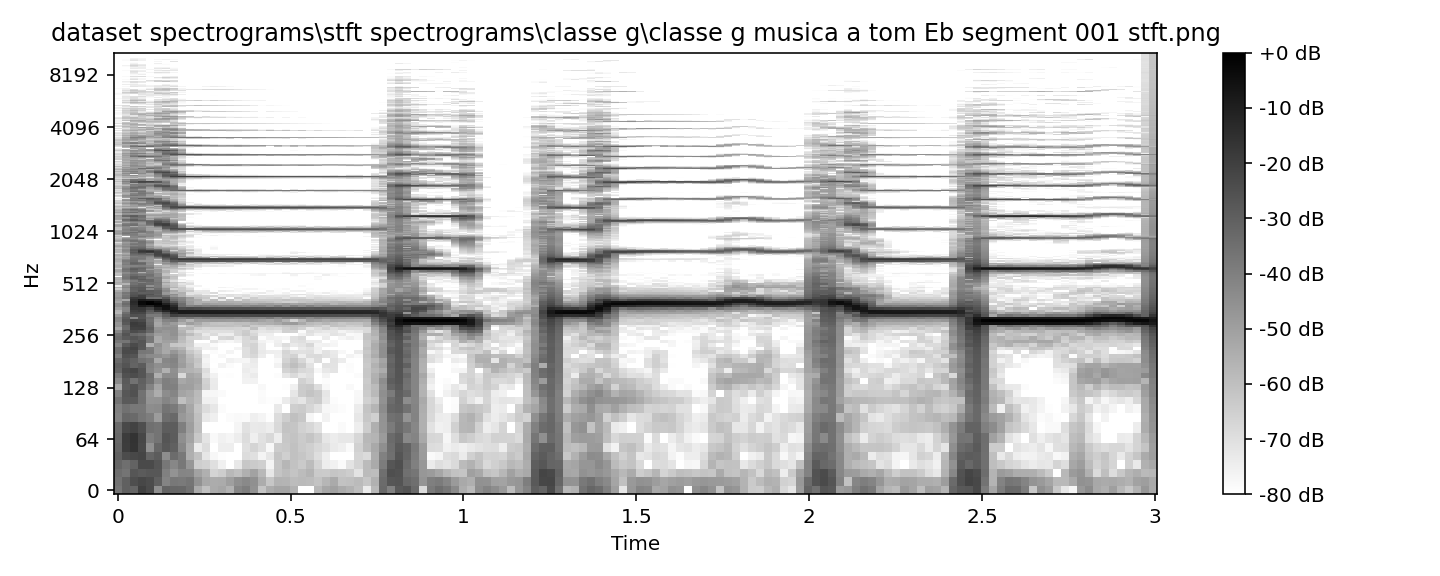 dataset spectrograms\stft spectrograms\classe g\classe g musica a tom Eb segment 001 stft.png
8192
4096
2048
1024
512
256
128
64
0
Hz
0
0.5
1
1.5
2
2.5
3
Time
+0 dB
-10 dB
-20 dB
-30 dB
-40 dB
-50 dB
-60 dB
-70 dB
-80 dB